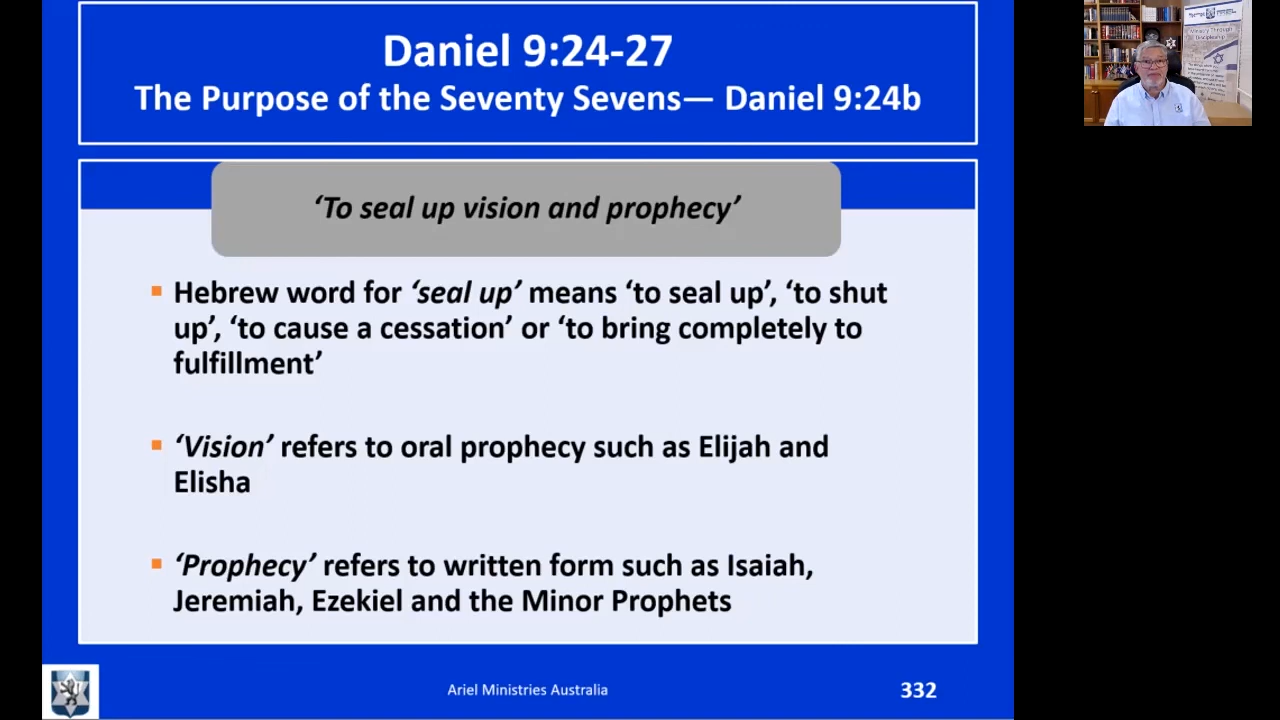 Daniel 9:24-27
The Purpose of the Seventy Sevens— Daniel 9:24b
‘To seal up vision and prophecy’
Hebrew word for ‘seal up’ means ‘to seal up’, ‘to shut
up’, ‘to cause a cessation’ or ‘to bring completely to
fulfillment’
‘Vision’ refers to oral prophecy such as Elijah and
Elisha
‘Prophecy’ refers to written form such as Isaiah,
Jeremiah, Ezekiel and the Minor Prophets
Ariel Ministries Australia
332
Ministry Through
Discipleship